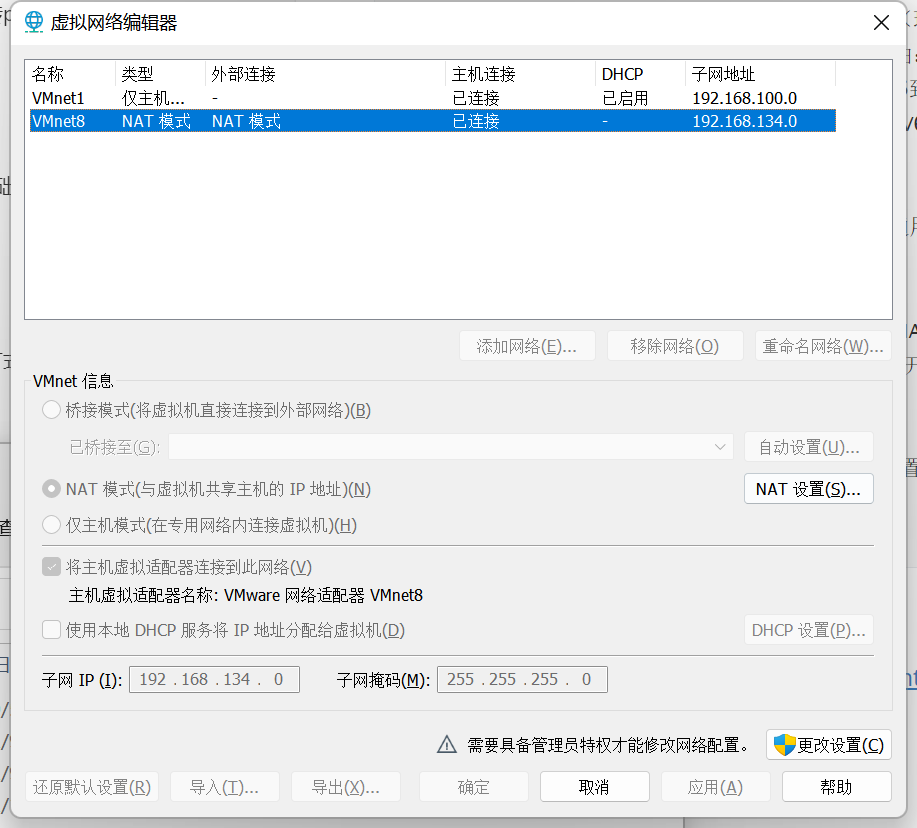 虚拟网络编辑器
名称 类型 外部连接 主机连接 DHCP 子网地址
VMnet1 仅主机... - 已连接 已启用 192.168.100.0
VMnet8 NAT 模式 NAT 模式 已连接 - 192.168.134.0
添加网络(E)... 移除网络(O) 重命名网络(W)...
VMnet 信息
桥接模式(将虚拟机直接连接到外部网络)(B)
已桥接至(G): 自动设置(U)...
NAT 模式(与虚拟机共享主机的 IP 地址)(N) NAT 设置(S)...
仅主机模式(在专用网络内连接虚拟机)(H)
将主机虚拟适配器连接到此网络(V)
主机虚拟适配器名称: VMware 网络适配器 VMnet8
使用本地 DHCP 服务将 IP 地址分配给虚拟机(D) DHCP 设置(P)...
子网 IP (I): 192 . 168 . 134 . 0 子网掩码(M): 255 . 255 . 255 . 0
需要具备管理员特权才能修改网络配置。 更改设置(C)
还原默认设置(R) 导入(T)... 导出(X)... 确定 取消 应用(A) 帮助